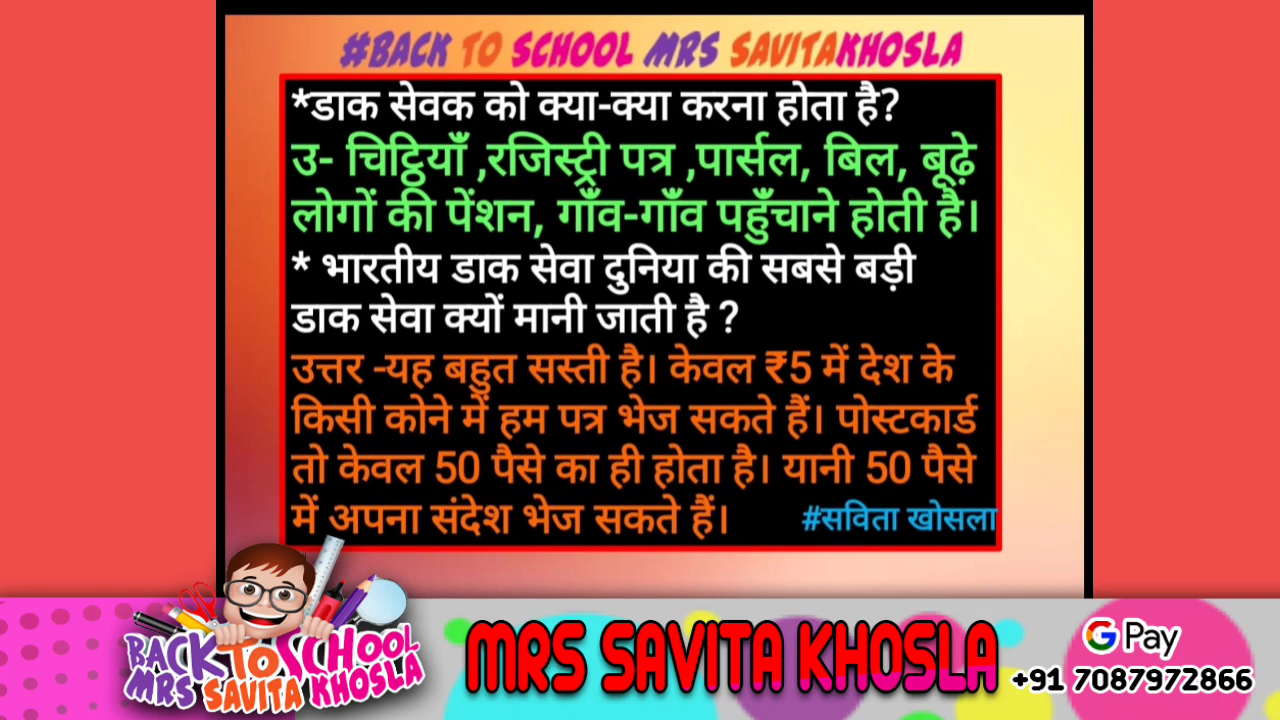 #BACK TO SCHOOL MRS SAVITAKHOSLA
*डाक सेवक को क्या-क्या करना होता है?
उ- चिट्ठियाँ ,रजिस्ट्री पत्र ,पार्सल, बिल, बूढ़े
लोगों की पेंशन, गाँव-गाँव पहुँचाने होती है।
* भारतीय डाक सेवा दुनिया की सबसे बड़ी
डाक सेवा क्यों मानी जाती है ?
उत्तर -यह बहुत सस्ती है। केवल ₹5 में देश के
किसी कोने में हम पत्र भेज सकते हैं। पोस्टकार्ड
तो केवल 50 पैसे का ही होता है। यानी 50 पैसे
में अपना संदेश भेज सकते हैं।
#सविता खोसला
BACK TO SCHOOL
MRS SAVITA KHOSLA
MRS SAVITA KHOSLA
G Pay
+91 7087972866